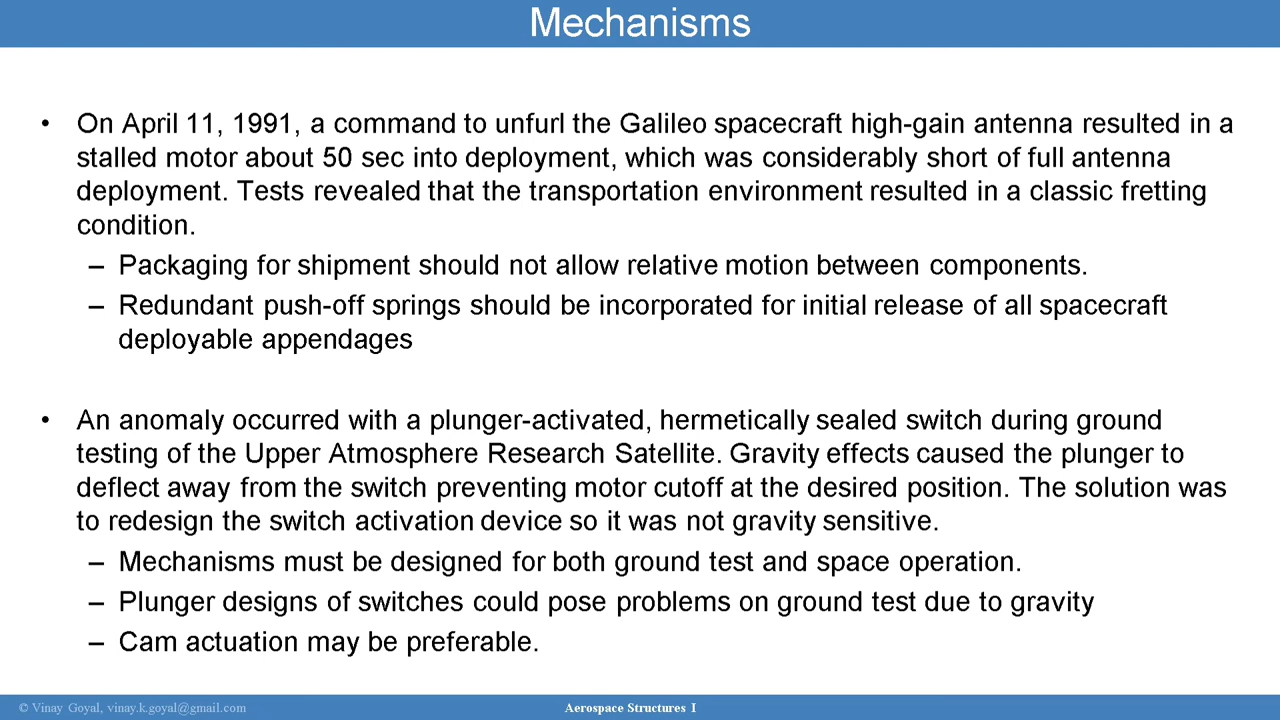 Mechanisms
• On April 11, 1991, a command to unfurl the Galileo spacecraft high-gain antenna resulted in a
stalled motor about 50 sec into deployment, which was considerably short of full antenna
deployment. Tests revealed that the transportation environment resulted in a classic fretting
condition.
– Packaging for shipment should not allow relative motion between components.
– Redundant push-off springs should be incorporated for initial release of all spacecraft
deployable appendages
• An anomaly occurred with a plunger-activated, hermetically sealed switch during ground
testing of the Upper Atmosphere Research Satellite. Gravity effects caused the plunger to
deflect away from the switch preventing motor cutoff at the desired position. The solution was
to redesign the switch activation device so it was not gravity sensitive.
– Mechanisms must be designed for both ground test and space operation.
– Plunger designs of switches could pose problems on ground test due to gravity
– Cam actuation may be preferable.
© Vinay Goyal, vinay.k.goyal@gmail.com
Aerospace Structures I